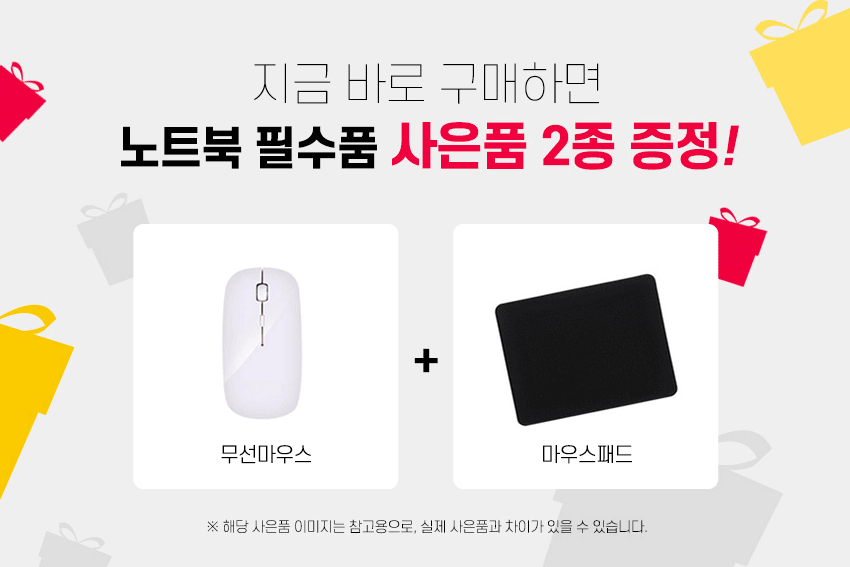 지금 바로 구매하면
노트북 필수품 사은품 2종 증정!
무선마우스
+
마우스패드
※ 해당 사은품 이미지는 참고용으로, 실제 사은품과 차이가 있을 수 있습니다.